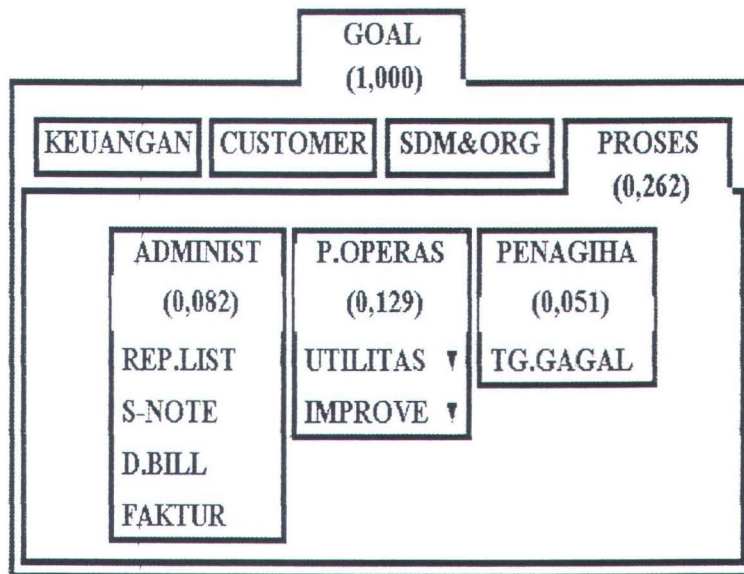 GOAL
(1,000)
KEUANGAN CUSTOMER SDM&ORG PROSES
(0,262)
ADMINIST P.OPERAS PENAGIHA
(0,082) (0,129) (0,051)
REP.LIST UTILITAS TG.GAGAL
S-NOTE IMPROVE
D.BILL
FAKTUR